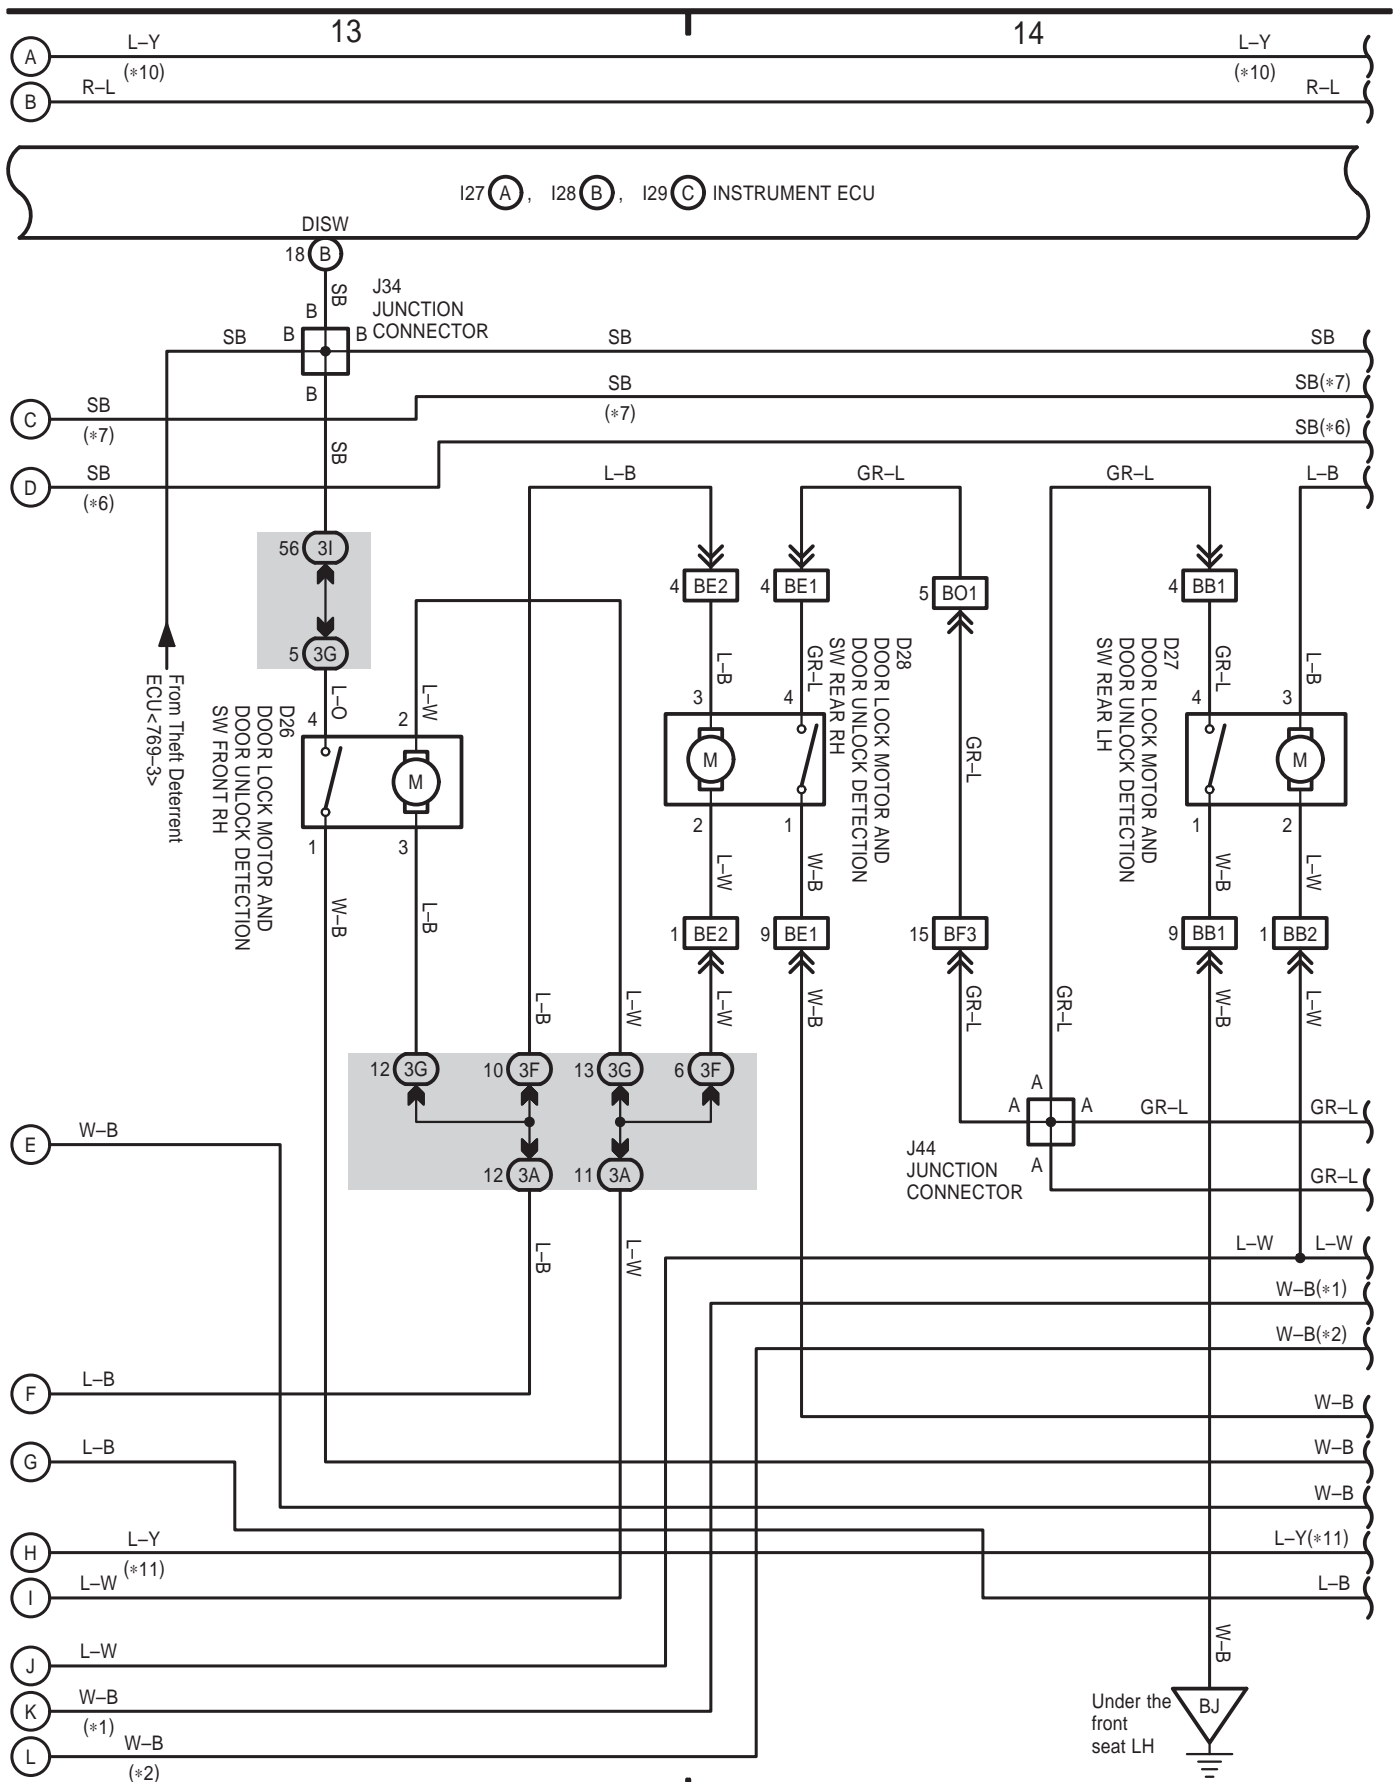 13
14
A
L–Y
(∗10)
L–Y
(∗10)
B
R–L
R–L
I27 A , I28 B , I29 C INSTRUMENT ECU
DISW
18 B
SB
J34
JUNCTION
CONNECTOR
B
B
B
B
SB
SB
SB
SB
(∗7)
SB(∗7)
C
SB
(∗7)
SB
SB(∗6)
D
SB
(∗6)
L–B
GR–L
GR–L
L–B
56 3I
5 3G
4 BE2
4 BE1
5 BO1
4 BB1
From Theft Deterrent
ECU<769–3>
L–O
L–W
L–B
GR–L
GR–L
GR–L
L–B
D26
DOOR LOCK MOTOR AND
DOOR UNLOCK DETECTION
SW FRONT RH
4
2
M
1
3
D28
DOOR LOCK MOTOR AND
DOOR UNLOCK DETECTION
SW REAR RH
3
4
M
2
1
D27
DOOR LOCK MOTOR AND
DOOR UNLOCK DETECTION
SW REAR LH
4
3
M
1
2
W–B
L–B
L–W
W–B
W–B
L–W
1 BE2
9 BE1
15 BF3
9 BB1
1 BB2
L–B
L–W
L–W
W–B
GR–L
GR–L
W–B
L–W
12 3G
10 3F
13 3G
6 3F
12 3A
11 3A
A
A
A
A
J44
JUNCTION
CONNECTOR
GR–L
GR–L
GR–L
E
W–B
L–B
L–W
L–W
L–W
W–B(∗1)
W–B(∗2)
F
L–B
W–B
G
L–B
W–B
W–B
H
L–Y
(∗11)
L–Y(∗11)
I
L–W
L–B
J
L–W
W–B
K
W–B
(∗1)
L
W–B
(∗2)
Under the
front
seat LH
BJ